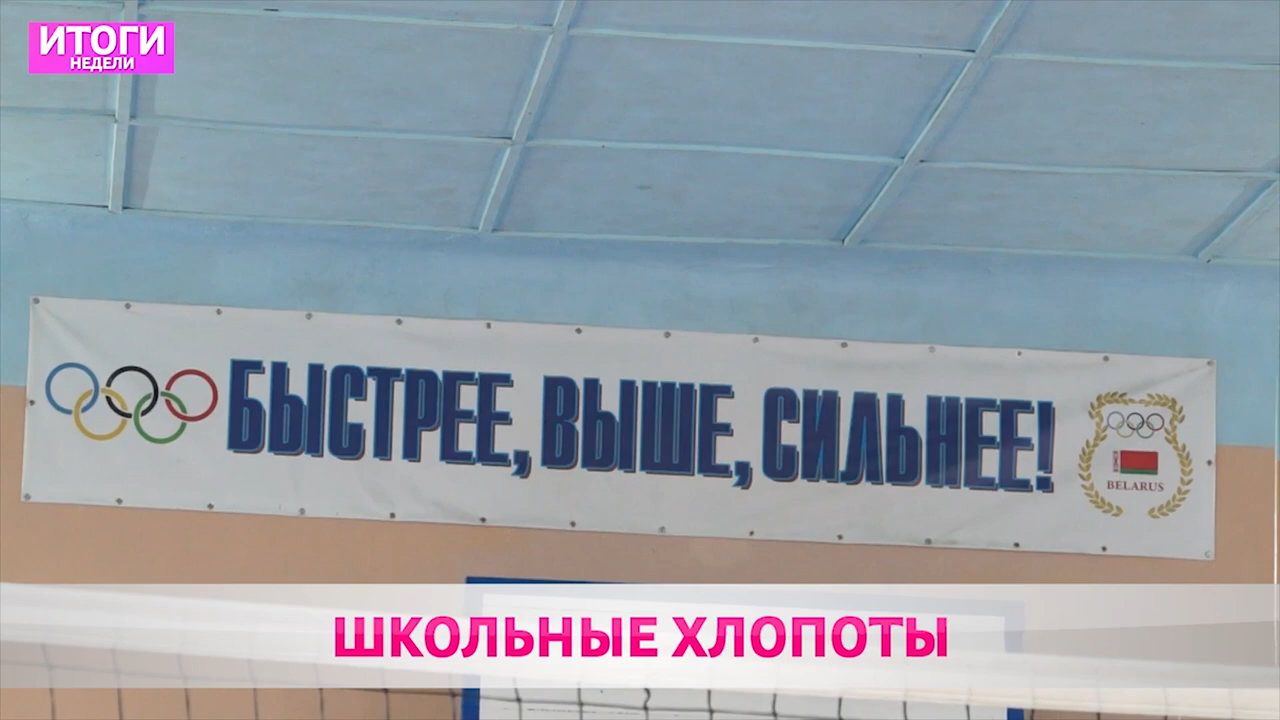 ИТОГИ
НЕДЕЛИ
БЫСТРЕЕ, ВЫШЕ, СИЛЬНЕЕ!
BELARUS
ШКОЛЬНЫЕ ХЛОПОТЫ